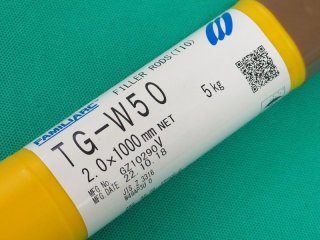 FAMILIARC
FILLER RODS(TIG)
TG-W50
5kg
2.0×1000mm NET
MFG.No. GZ1029OV
MFG.DATE 22.10.18
JIS Z 3316